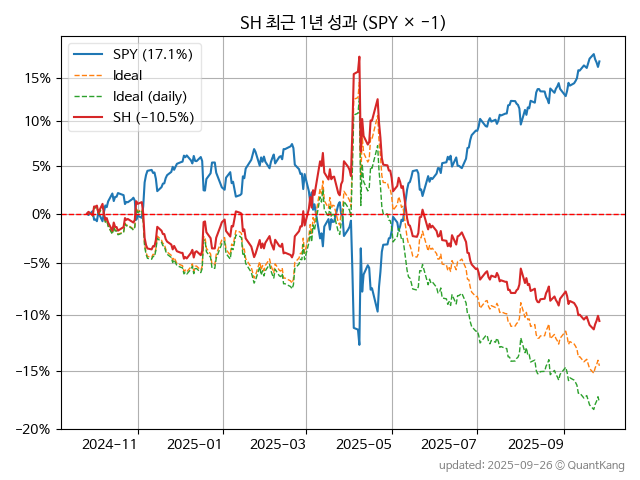 SH 최근 1년 성과 (SPY × −1)
SPY (17.1%)
Ideal
Ideal (daily)
SH (−10.5%)
15%
10%
5%
0%
−5%
−10%
−15%
−20%
2024−11
2025−01
2025−03
2025−05
2025−07
2025−09
updated: 2025−09−26 ⓒ QuantKang